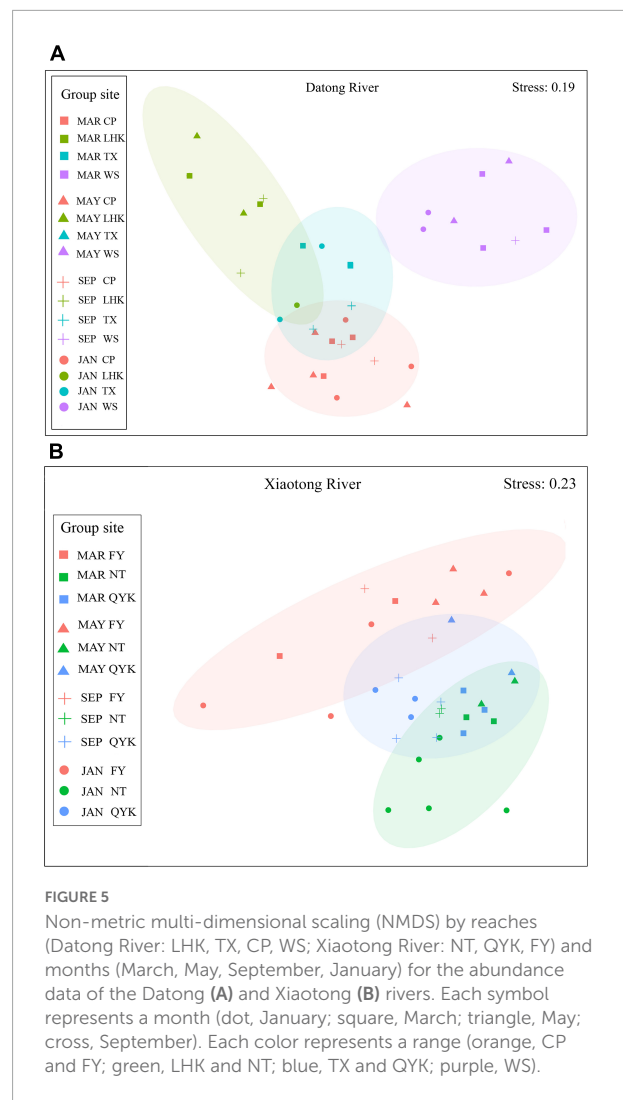 A
Datong River Stress: 0.19
Group site
MAR CP
MAR LHK
MAR TX
MAR WS
MAY CP
MAY LHK
MAY TX
MAY WS
SEP CP
SEP LHK
SEP TX
SEP WS
JAN CP
JAN LHK
JAN TX
JAN WS
B
Xiaotong River Stress: 0.23
Group site
MAR FY
MAR NT
MAR QYK
MAY FY
MAY NT
MAY QYK
SEP FY
SEP NT
SEP QYK
JAN FY
JAN NT
JAN QYK
FIGURE 5
Non-metric multi-dimensional scaling (NMDS) by reaches
(Datong River: LHK, TX, CP, WS; Xiaotong River: NT, QYK, FY) and
months (March, May, September, January) for the abundance
data of the Datong (A) and Xiaotong (B) rivers. Each symbol
represents a month (dot, January; square, March; triangle, May;
cross, September). Each color represents a range (orange, CP
and FY; green, LHK and NT; blue, TX and QYK; purple, WS).